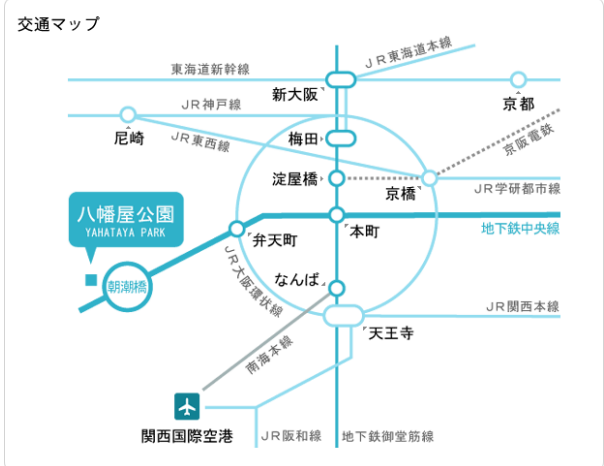 交通マップ
JR東海道本線
東海道新幹線
新大阪
京都
JR神戸線
尼崎
JR東西線
梅田
京阪電鉄
淀屋橋
京橋
JR学研都市線
八幡屋公園
YAHATAYA PARK
弁天町
本町
地下鉄中央線
朝潮橋
JR大阪環状線
なんば
JR関西本線
天王寺
南海本線
関西国際空港
JR阪和線
地下鉄御堂筋線